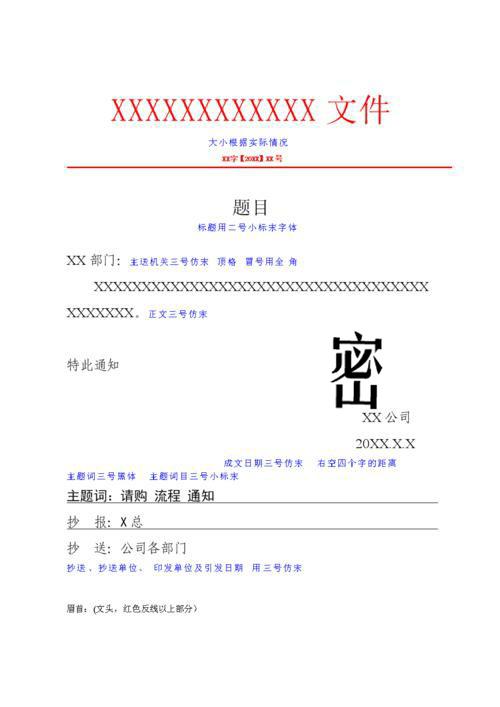 XXXXXXXXXXXX 文件
大小根据实际情况
XX字【20XX】XX号
题目
标题用二号小标宋字体
XX 部门： 主送机关三号仿宋 顶格 冒号用全 角
XXXXXXXXXXXXXXXXXXXXXXXXXXXXXXXXXXX
XXXXXXX。正文三号仿宋
特此通知
密
XX 公司
20XX.X.X
成文日期三号仿宋 右空四个字的距离
主题词三号黑体 主题词目三号小标宋
主题词：请购 流程 通知
抄 报：X 总
抄 送：公司各部门
抄送 、抄送单位、 印发单位及引发日期 用三号仿宋
眉首：(文头，红色反线以上部分）